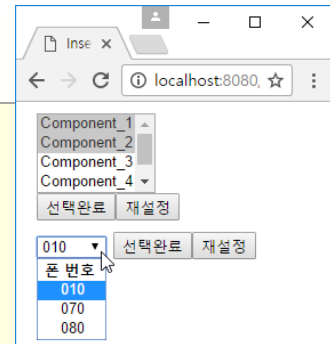 Inse
localhost:8080,
Component_1
Component_2
Component_3
Component_4
선택완료 재설정
010 선택완료 재설정
폰 번호
010
070
080